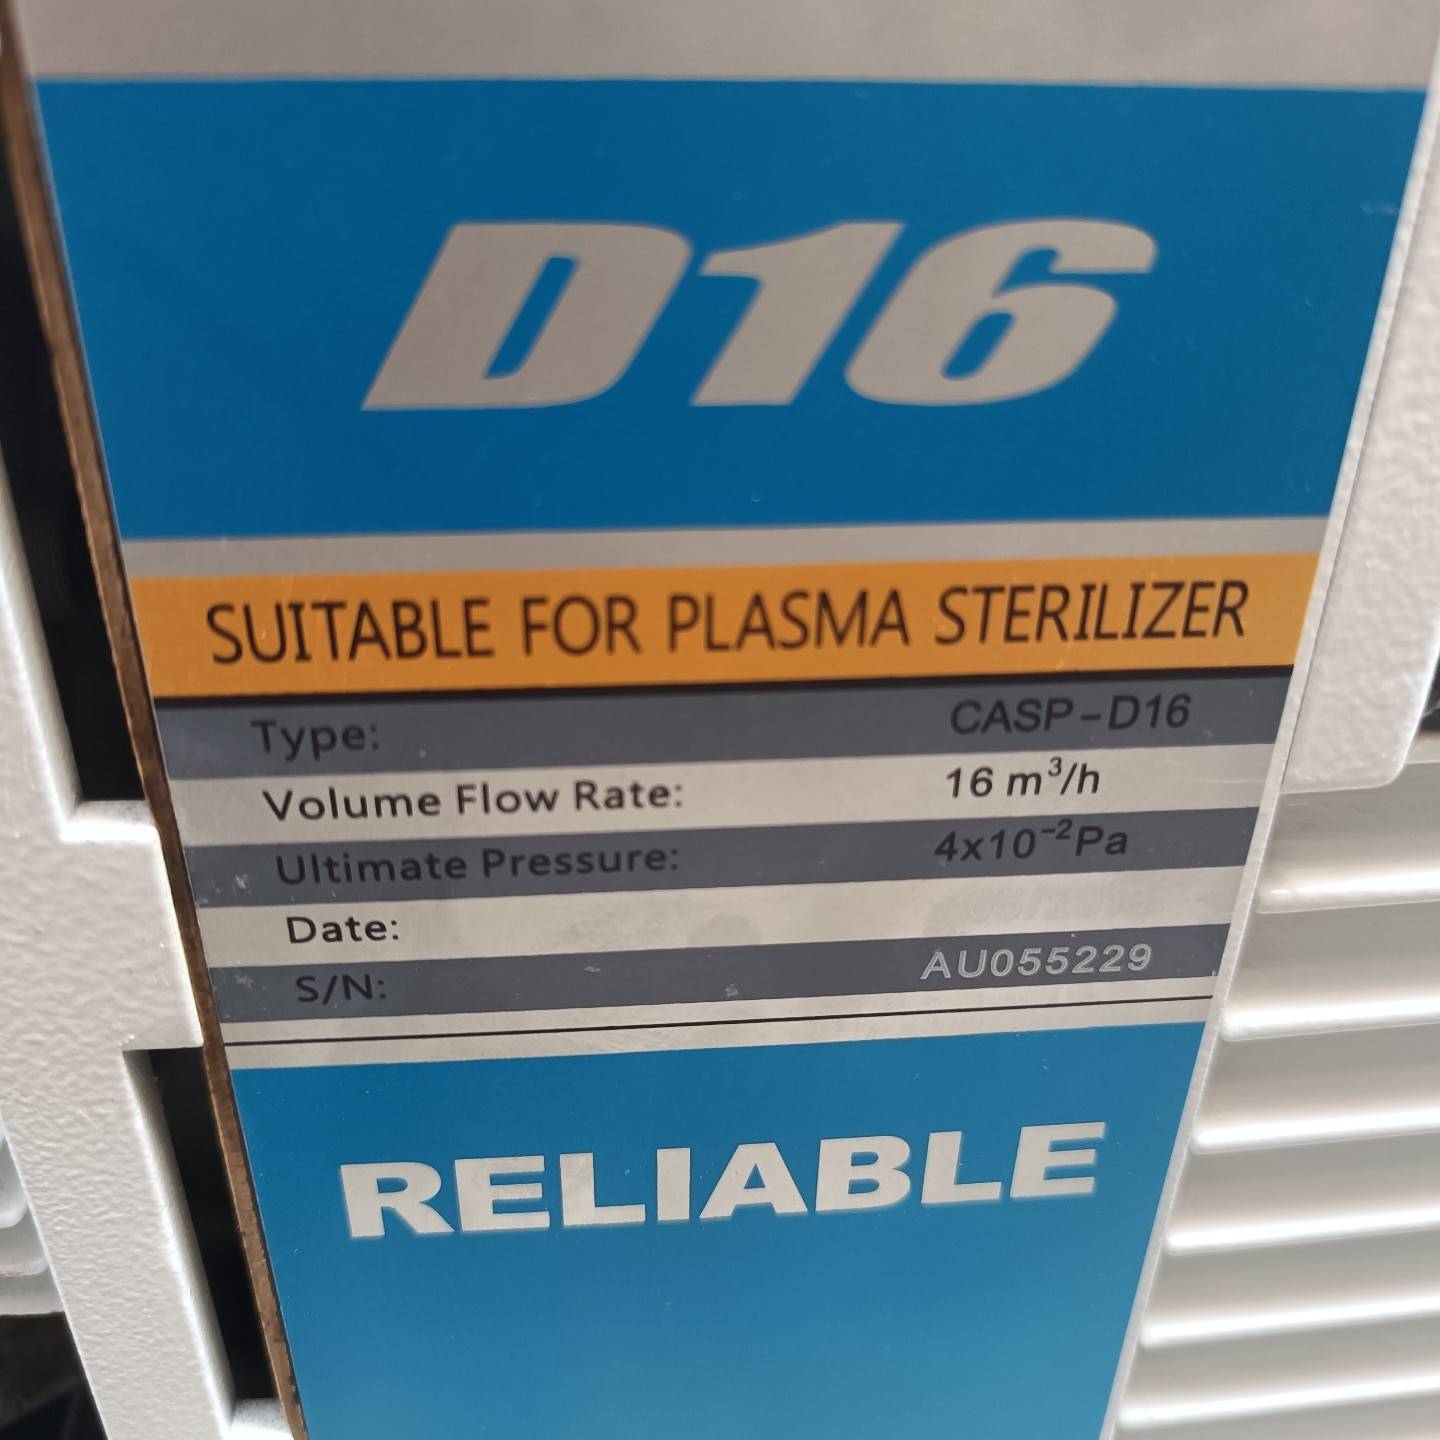 D16
SUITABLE FOR PLASMA STERILIZER
Type: CASP-D16
Volume Flow Rate: 16 m³/h
Ultimate Pressure: 4x10⁻²Pa
Date:
S/N: AU055229
RELIABLE